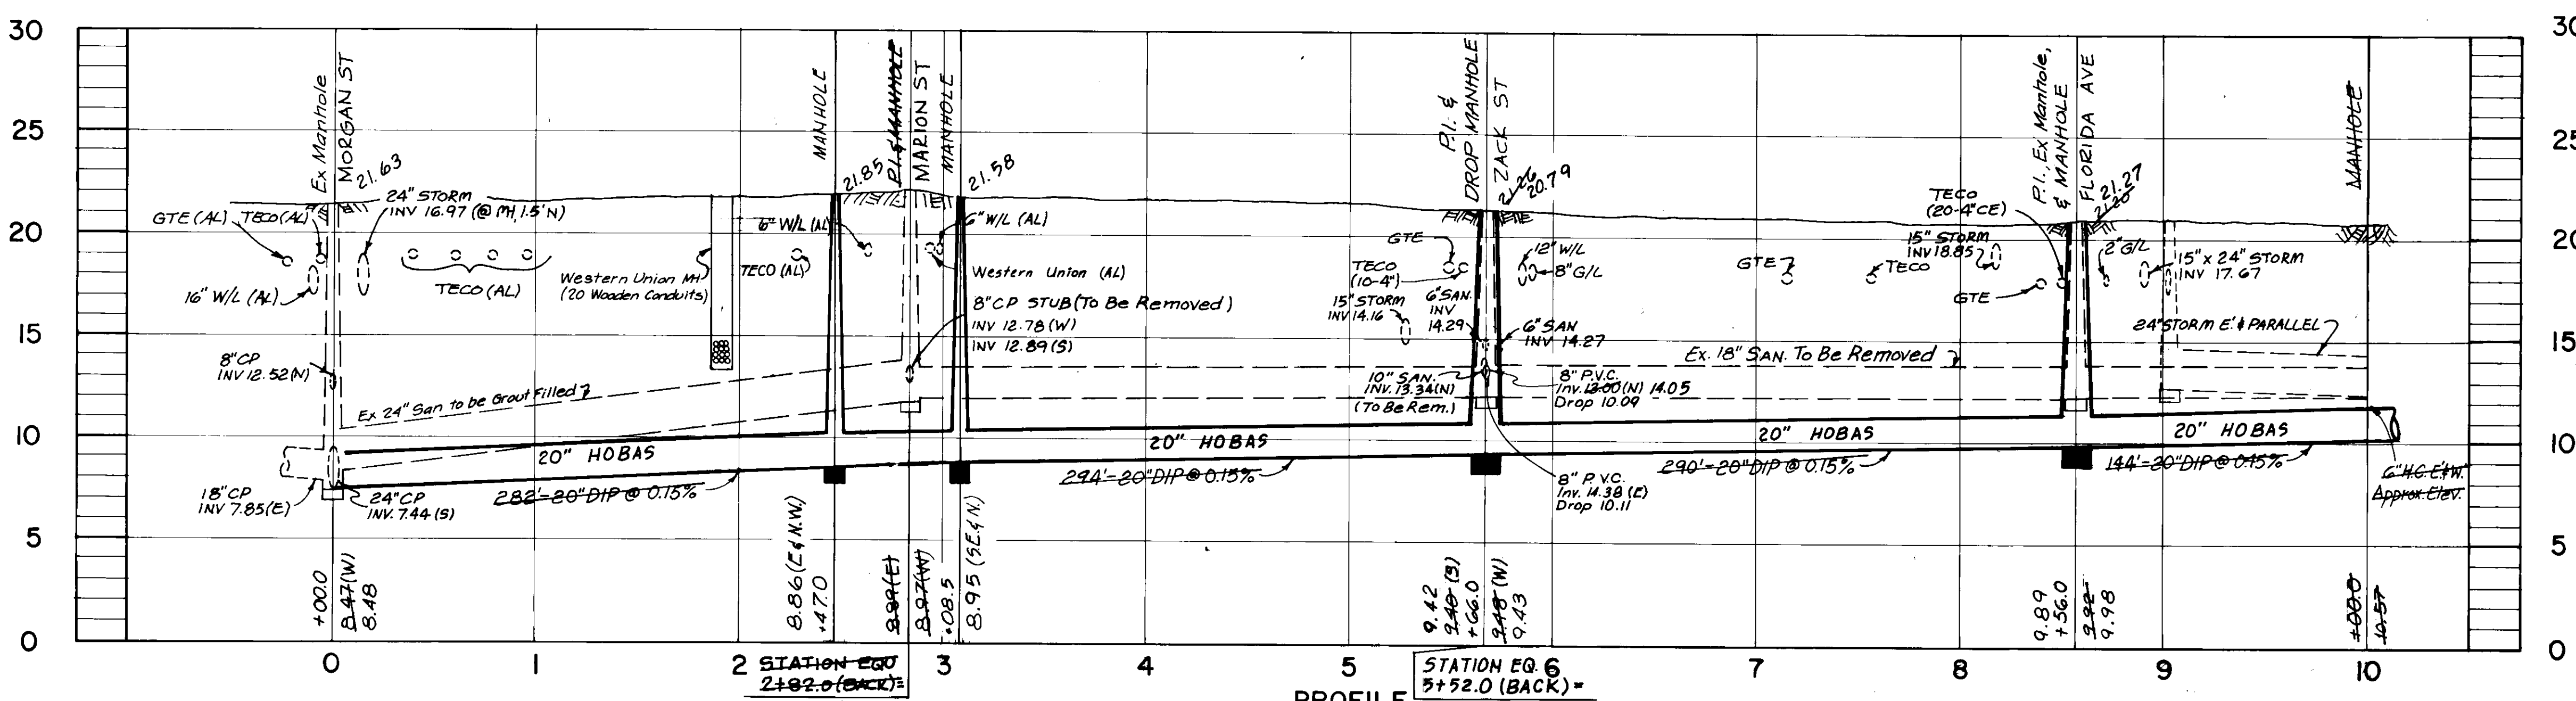 30
25
20
15
10
5
0
Ex Manhole
MORGAN ST
21.63
24" STORM
INV 16.97 (@ MH, 1.5' N)
GTE (AL)
TECO (AL)
16" W/L (AL)
TECO (AL)
8" CP
INV 12.52 (N)
Ex 24" San to be Grout Filled
18" CP
INV 7.85 (E)
24" CP
INV. 7.44 (S)
20" HOBAS
282'-20" DIP @ 0.15%
Western Union MH
(20 Wooden Conduits)
TECO (AL)
6" W/L (AL)
MANHOLE
21.85
P.I. & MANHOLE
MARION ST
MANHOLE
21.58
6" W/L (AL)
Western Union (AL)
8" CP STUB (To Be Removed)
INV 12.78 (W)
INV 12.89 (S)
20" HOBAS
294'-20" DIP @ 0.15%
P.I. &
DROP MANHOLE
ZACK ST
21.26
20.79
GTE
TECO
(10-4")
15" STORM
INV 14.16
6" SAN.
INV
14.29
12" W/L
8" G/L
6" SAN
INV 14.27
10" SAN.
INV. 13.34 (N)
(To Be Rem.)
8" P.V.C.
Inv. 13.00 (N) 14.05
Drop 10.09
8" P.V.C.
Inv. 14.38 (E)
Drop 10.11
Ex. 18" SAN. To Be Removed
GTE
TECO
20" HOBAS
290'-20" DIP @ 0.15%
TECO
(20-4" CE)
15" STORM
INV 18.85
GTE
P.I., Ex Manhole,
& MANHOLE
FLORIDA AVE
21.27
21.20
2" G/L
15" x 24" STORM
INV 17.67
24" STORM E. & PARALLEL
MANHOLE
20" HOBAS
144'-20" DIP @ 0.15%
6" H.C. E. & W.
Approx. Elev.
30
25
20
15
10
5
0
+00.0
8.47 (W)
8.48
8.86 (E & N.W.)
+47.0
8.89 (E)
8.97 (W)
+08.5
8.95 (S.E. & N.)
9.42
9.40 (S)
+66.0
9.48 (W)
9.43
9.89
+56.0
9.92
9.98
+00.0
10.57
0 1 2 3 4 5 6 7 8 9 10
STATION EQU
2+82.0 (BACK) =
STATION EQ.
5+52.0 (BACK) =
PROFILE